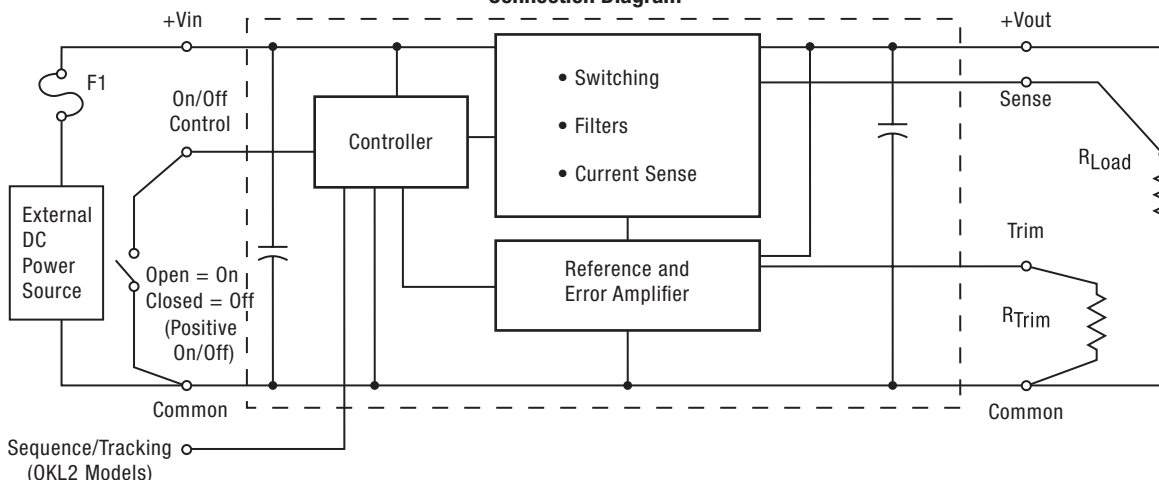 Connection Diagram
+Vin
+Vout
F1
On/Off
Control
• Switching
• Filters
• Current Sense
Controller
Sense
RLoad
External
DC
Power
Source
Open = On
Closed = Off
(Positive
On/Off)
Reference and
Error Amplifier
Trim
RTrim
Common
Common
Sequence/Tracking
(OKL2 Models)